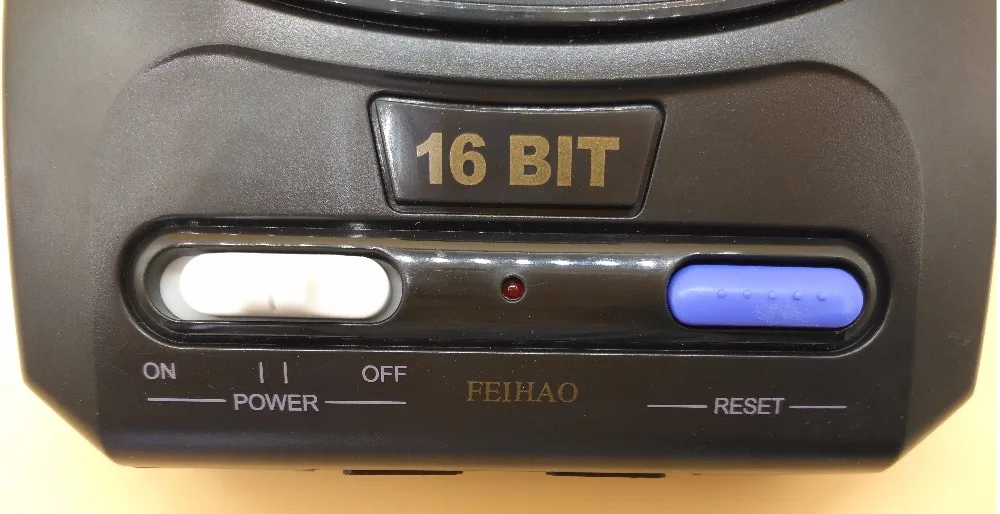 16 BIT
ON OFF
POWER
FEIHAO
RESET